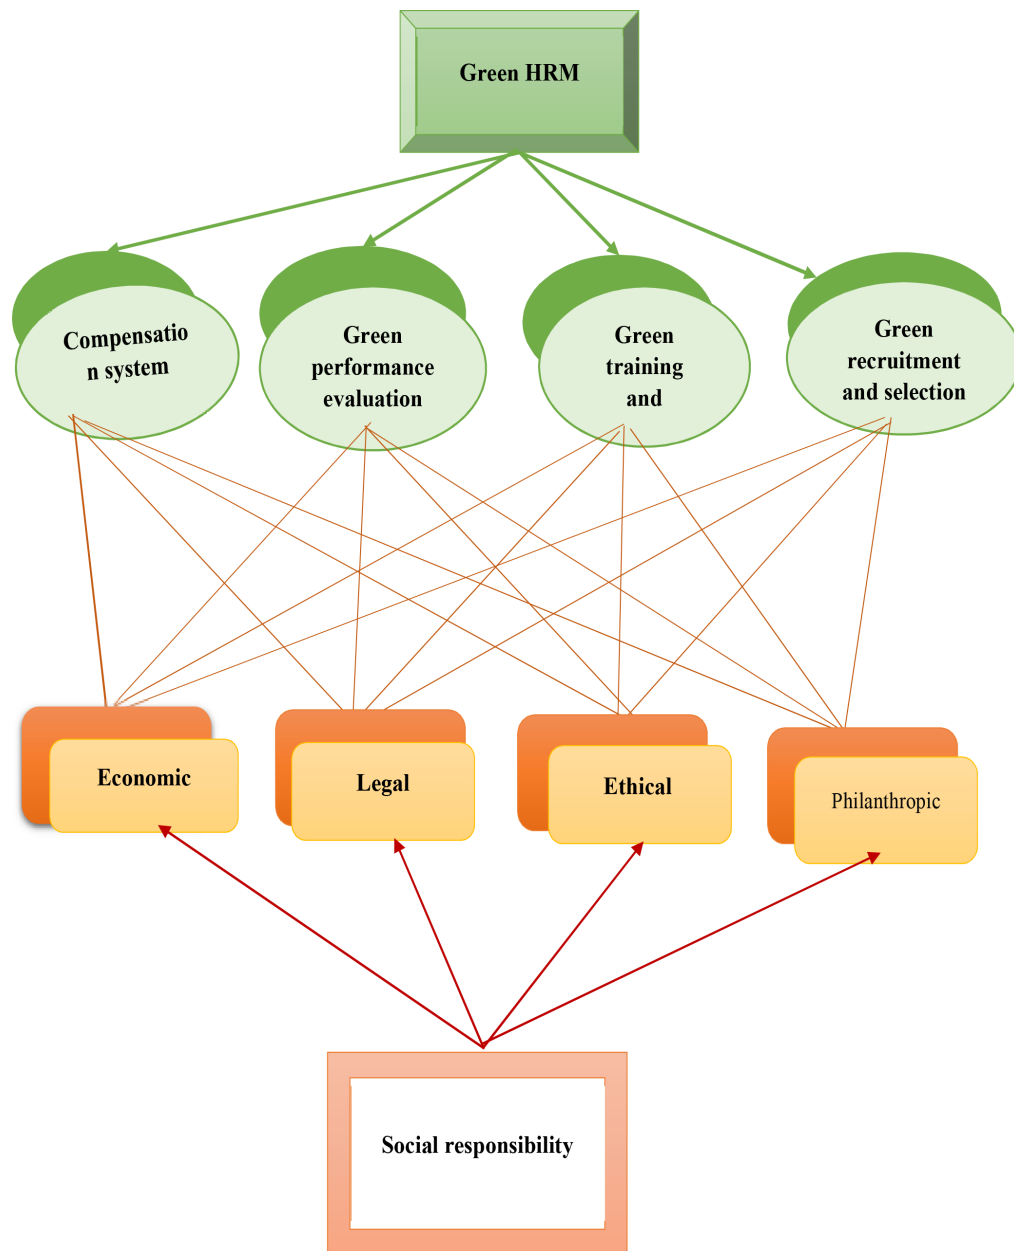 Green HRM
Compensatio
n system
Green
performance
evaluation
Green
training
and
Green
recruitment
and selection
Economic
Legal
Ethical
Philanthropic
Social responsibility